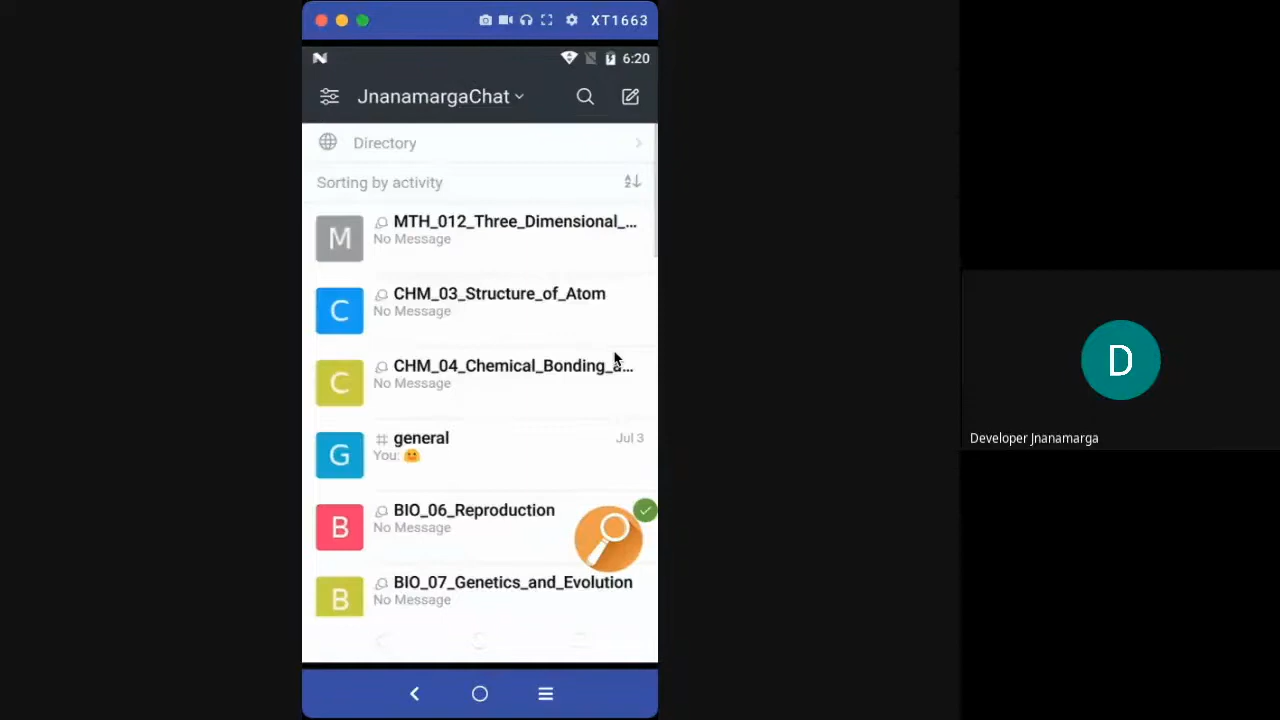 XT1663
6:20
JnanamargaChat
Directory
Sorting by activity
M
MTH_012_Three_Dimensional_...
No Message
C
CHM_03_Structure_of_Atom
No Message
C
CHM_04_Chemical_Bonding_a...
No Message
G
general
Jul 3
You:
B
BIO_06_Reproduction
No Message
B
BIO_07_Genetics_and_Evolution
No Message
D
Developer Jnanamarga